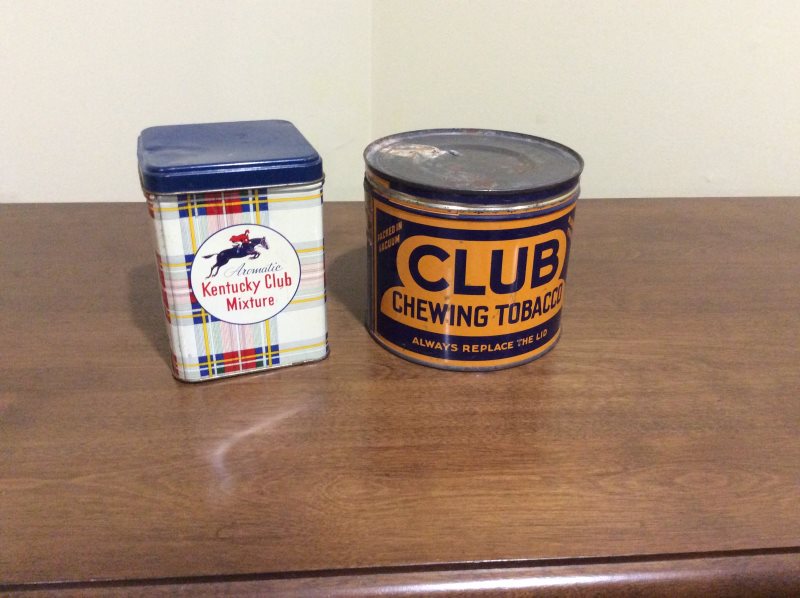 Aromatic
Kentucky Club
Mixture
PACKED IN
VACUUM
CLUB
CHEWING TOBACCO
ALWAYS REPLACE THE LID